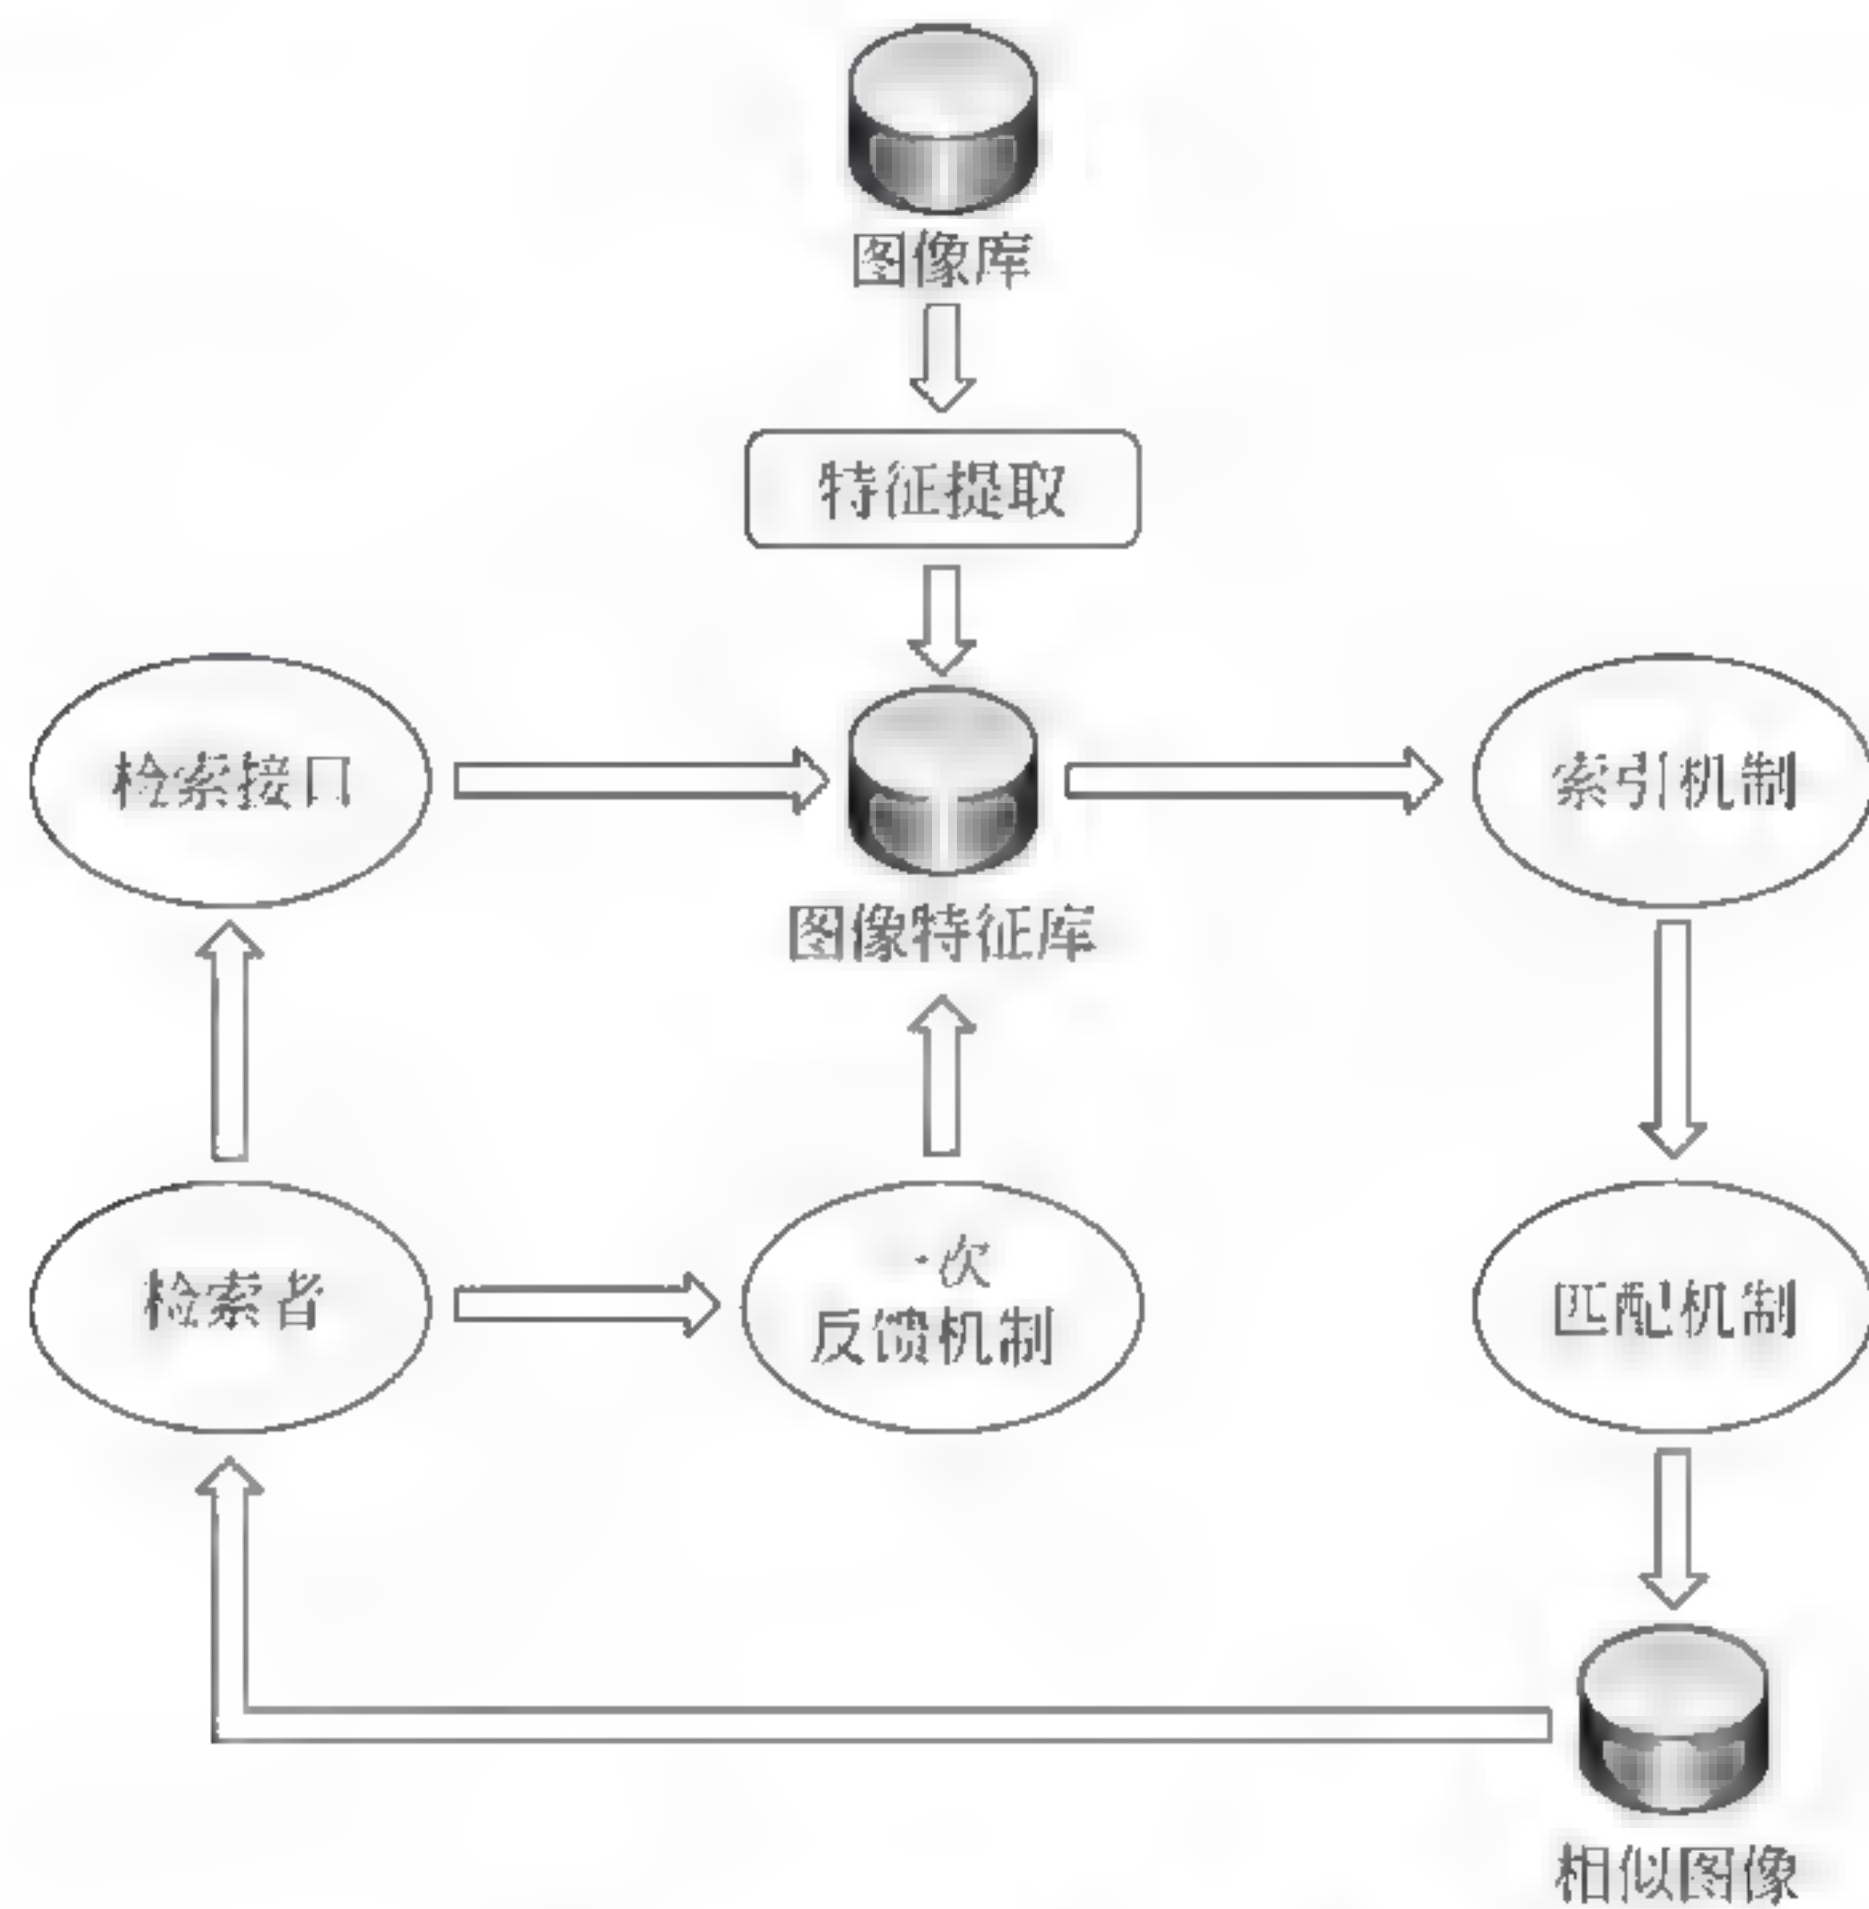 图像库
特征提取
检索接口
索引机制
图像特征库
检索者
一次
反馈机制
匹配机制
相似图像